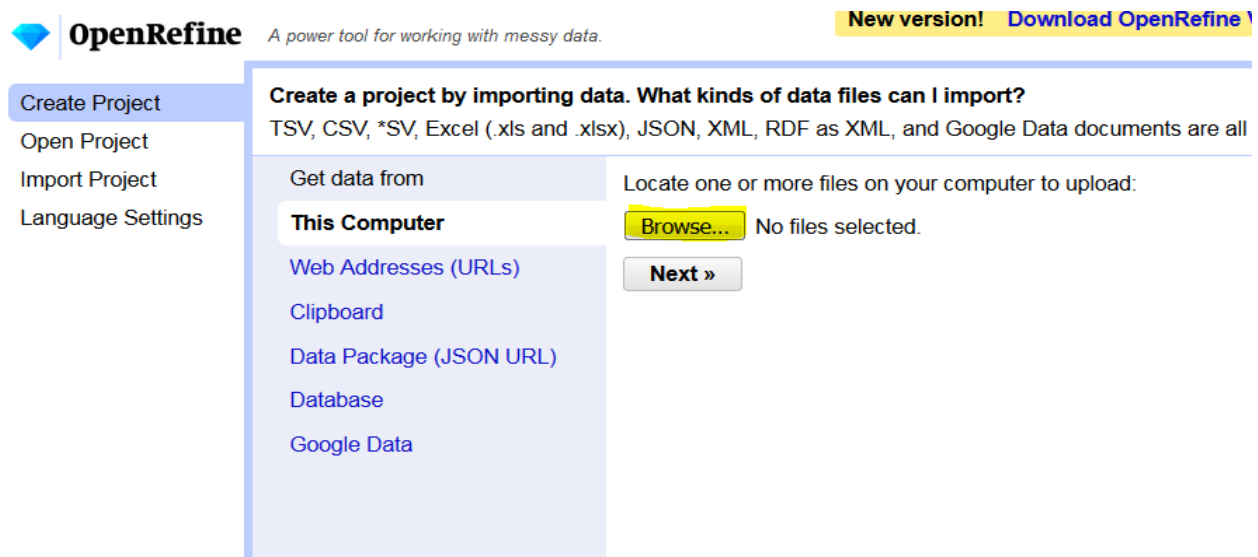 OpenRefine A power tool for working with messy data.
New version! Download OpenRefine
Create Project
Open Project
Import Project
Language Settings
Create a project by importing data. What kinds of data files can I import?
TSV, CSV, *SV, Excel (.xls and .xlsx), JSON, XML, RDF as XML, and Google Data documents are all
Get data from
This Computer
Web Addresses (URLs)
Clipboard
Data Package (JSON URL)
Database
Google Data
Locate one or more files on your computer to upload:
Browse... No files selected.
Next »